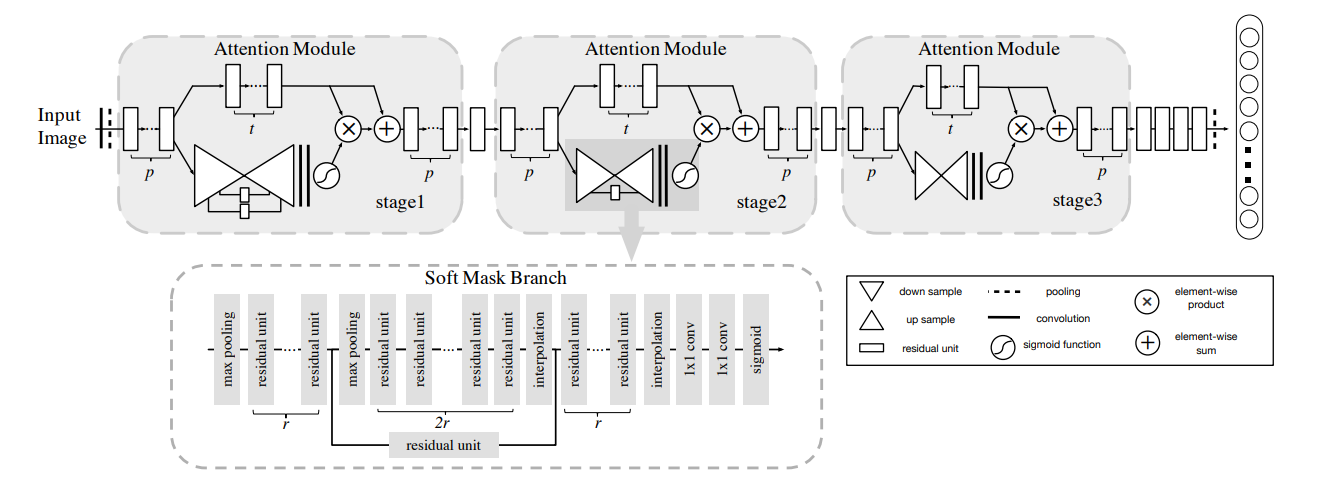 Attention Module
Attention Module
Attention Module
Input
Image
t
t
t
p
p
p
p
p
p
stage1
stage2
stage3
Soft Mask Branch
max pooling
residual unit
...
residual unit
max pooling
residual unit
residual unit
...
residual unit
residual unit
interpolation
residual unit
...
residual unit
interpolation
1x1 conv
1x1 conv
sigmoid
r
2r
r
residual unit
down sample
pooling
element-wise
product
up sample
convolution
residual unit
sigmoid function
element-wise
sum